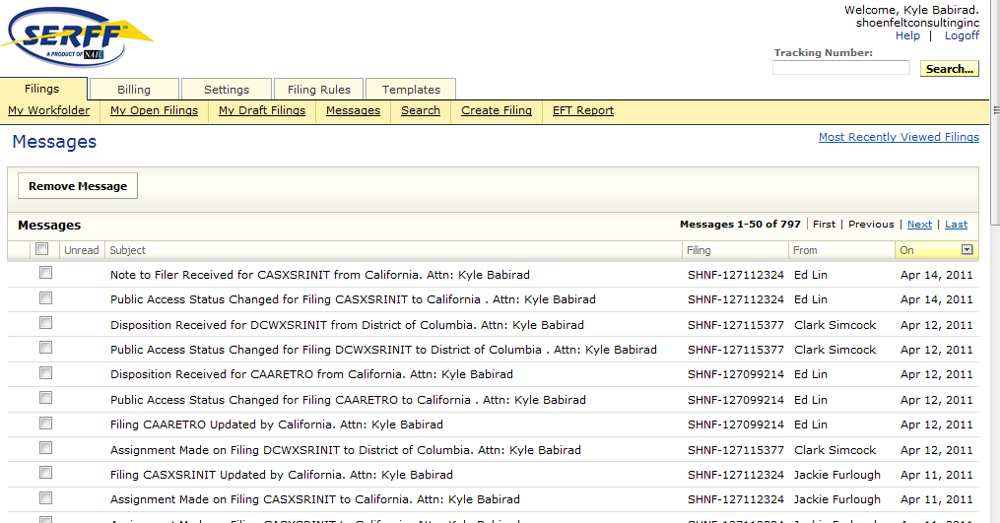 SERFF
A PRODUCT OF NAIC
Welcome, Kyle Babirad.
shoenfeltconsultinginc
Help | Logoff
Tracking Number:
Search...
Filings Billing Settings Filing Rules Templates
My Workfolder My Open Filings My Draft Filings Messages Search Create Filing EFT Report
Messages Most Recently Viewed Filings
Remove Message
Messages Messages 1-50 of 797 | First | Previous | Next | Last
Unread Subject Filing From On
Note to Filer Received for CASXSRINIT from California. Attn: Kyle Babirad SHNF-127112324 Ed Lin Apr 14, 2011
Public Access Status Changed for Filing CASXSRINIT to California . Attn: Kyle Babirad SHNF-127112324 Ed Lin Apr 14, 2011
Disposition Received for DCWXSRINIT from District of Columbia. Attn: Kyle Babirad SHNF-127115377 Clark Simcock Apr 12, 2011
Public Access Status Changed for Filing DCWXSRINIT to District of Columbia . Attn: Kyle Babirad SHNF-127115377 Clark Simcock Apr 12, 2011
Disposition Received for CAARETRO from California. Attn: Kyle Babirad SHNF-127099214 Ed Lin Apr 12, 2011
Public Access Status Changed for Filing CAARETRO to California . Attn: Kyle Babirad SHNF-127099214 Ed Lin Apr 12, 2011
Filing CAARETRO Updated by California. Attn: Kyle Babirad SHNF-127099214 Ed Lin Apr 12, 2011
Assignment Made on Filing DCWXSRINIT to District of Columbia. Attn: Kyle Babirad SHNF-127115377 Clark Simcock Apr 12, 2011
Filing CASXSRINIT Updated by California. Attn: Kyle Babirad SHNF-127112324 Jackie Furlough Apr 11, 2011
Assignment Made on Filing CASXSRINIT to California. Attn: Kyle Babirad SHNF-127112324 Jackie Furlough Apr 11, 2011